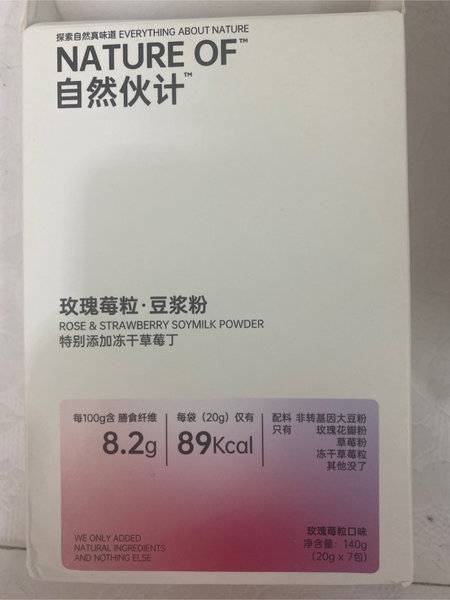 探索自然真味道 EVERYTHING ABOUT NATURE
NATURE OF™
自然伙计™
玫瑰莓粒·豆浆粉
ROSE & STRAWBERRY SOYMILK POWDER
特别添加冻干草莓丁
每100g含 膳食纤维
8.2g
每袋（20g）仅有
89Kcal
配料 非转基因大豆粉
只有 玫瑰花瓣粉
草莓粉
冻干草莓粒
其他没了
WE ONLY ADDED
NATURAL INGREDIENTS
AND NOTHING ELSE
玫瑰莓粒口味
净含量：140g
（20g x 7包）